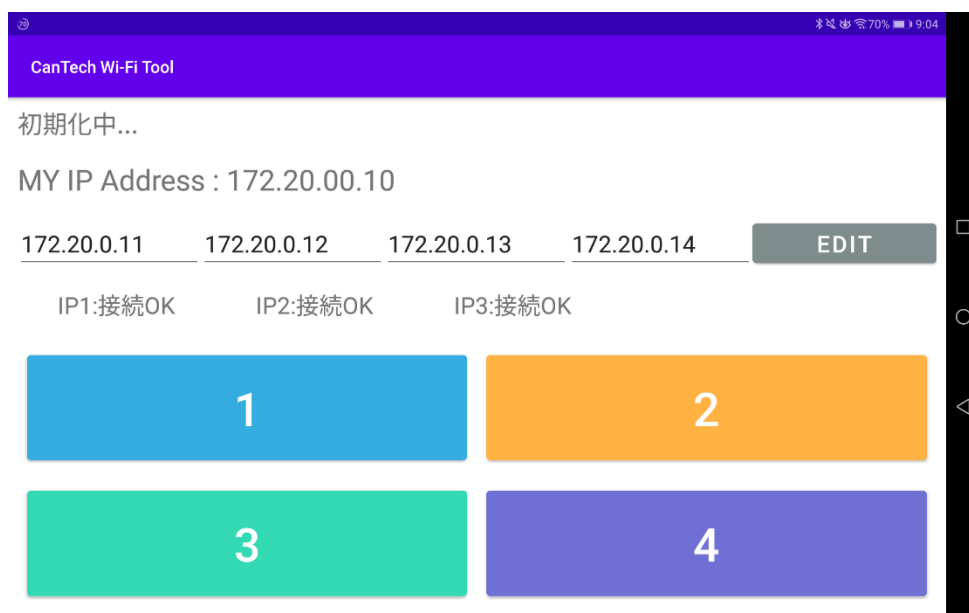 70
70% 9:04
CanTech Wi-Fi Tool
初期化中...
MY IP Address : 172.20.00.10
172.20.0.11 172.20.0.12 172.20.0.13 172.20.0.14 EDIT
IP1:接続OK IP2:接続OK IP3:接続OK
1 2
3 4